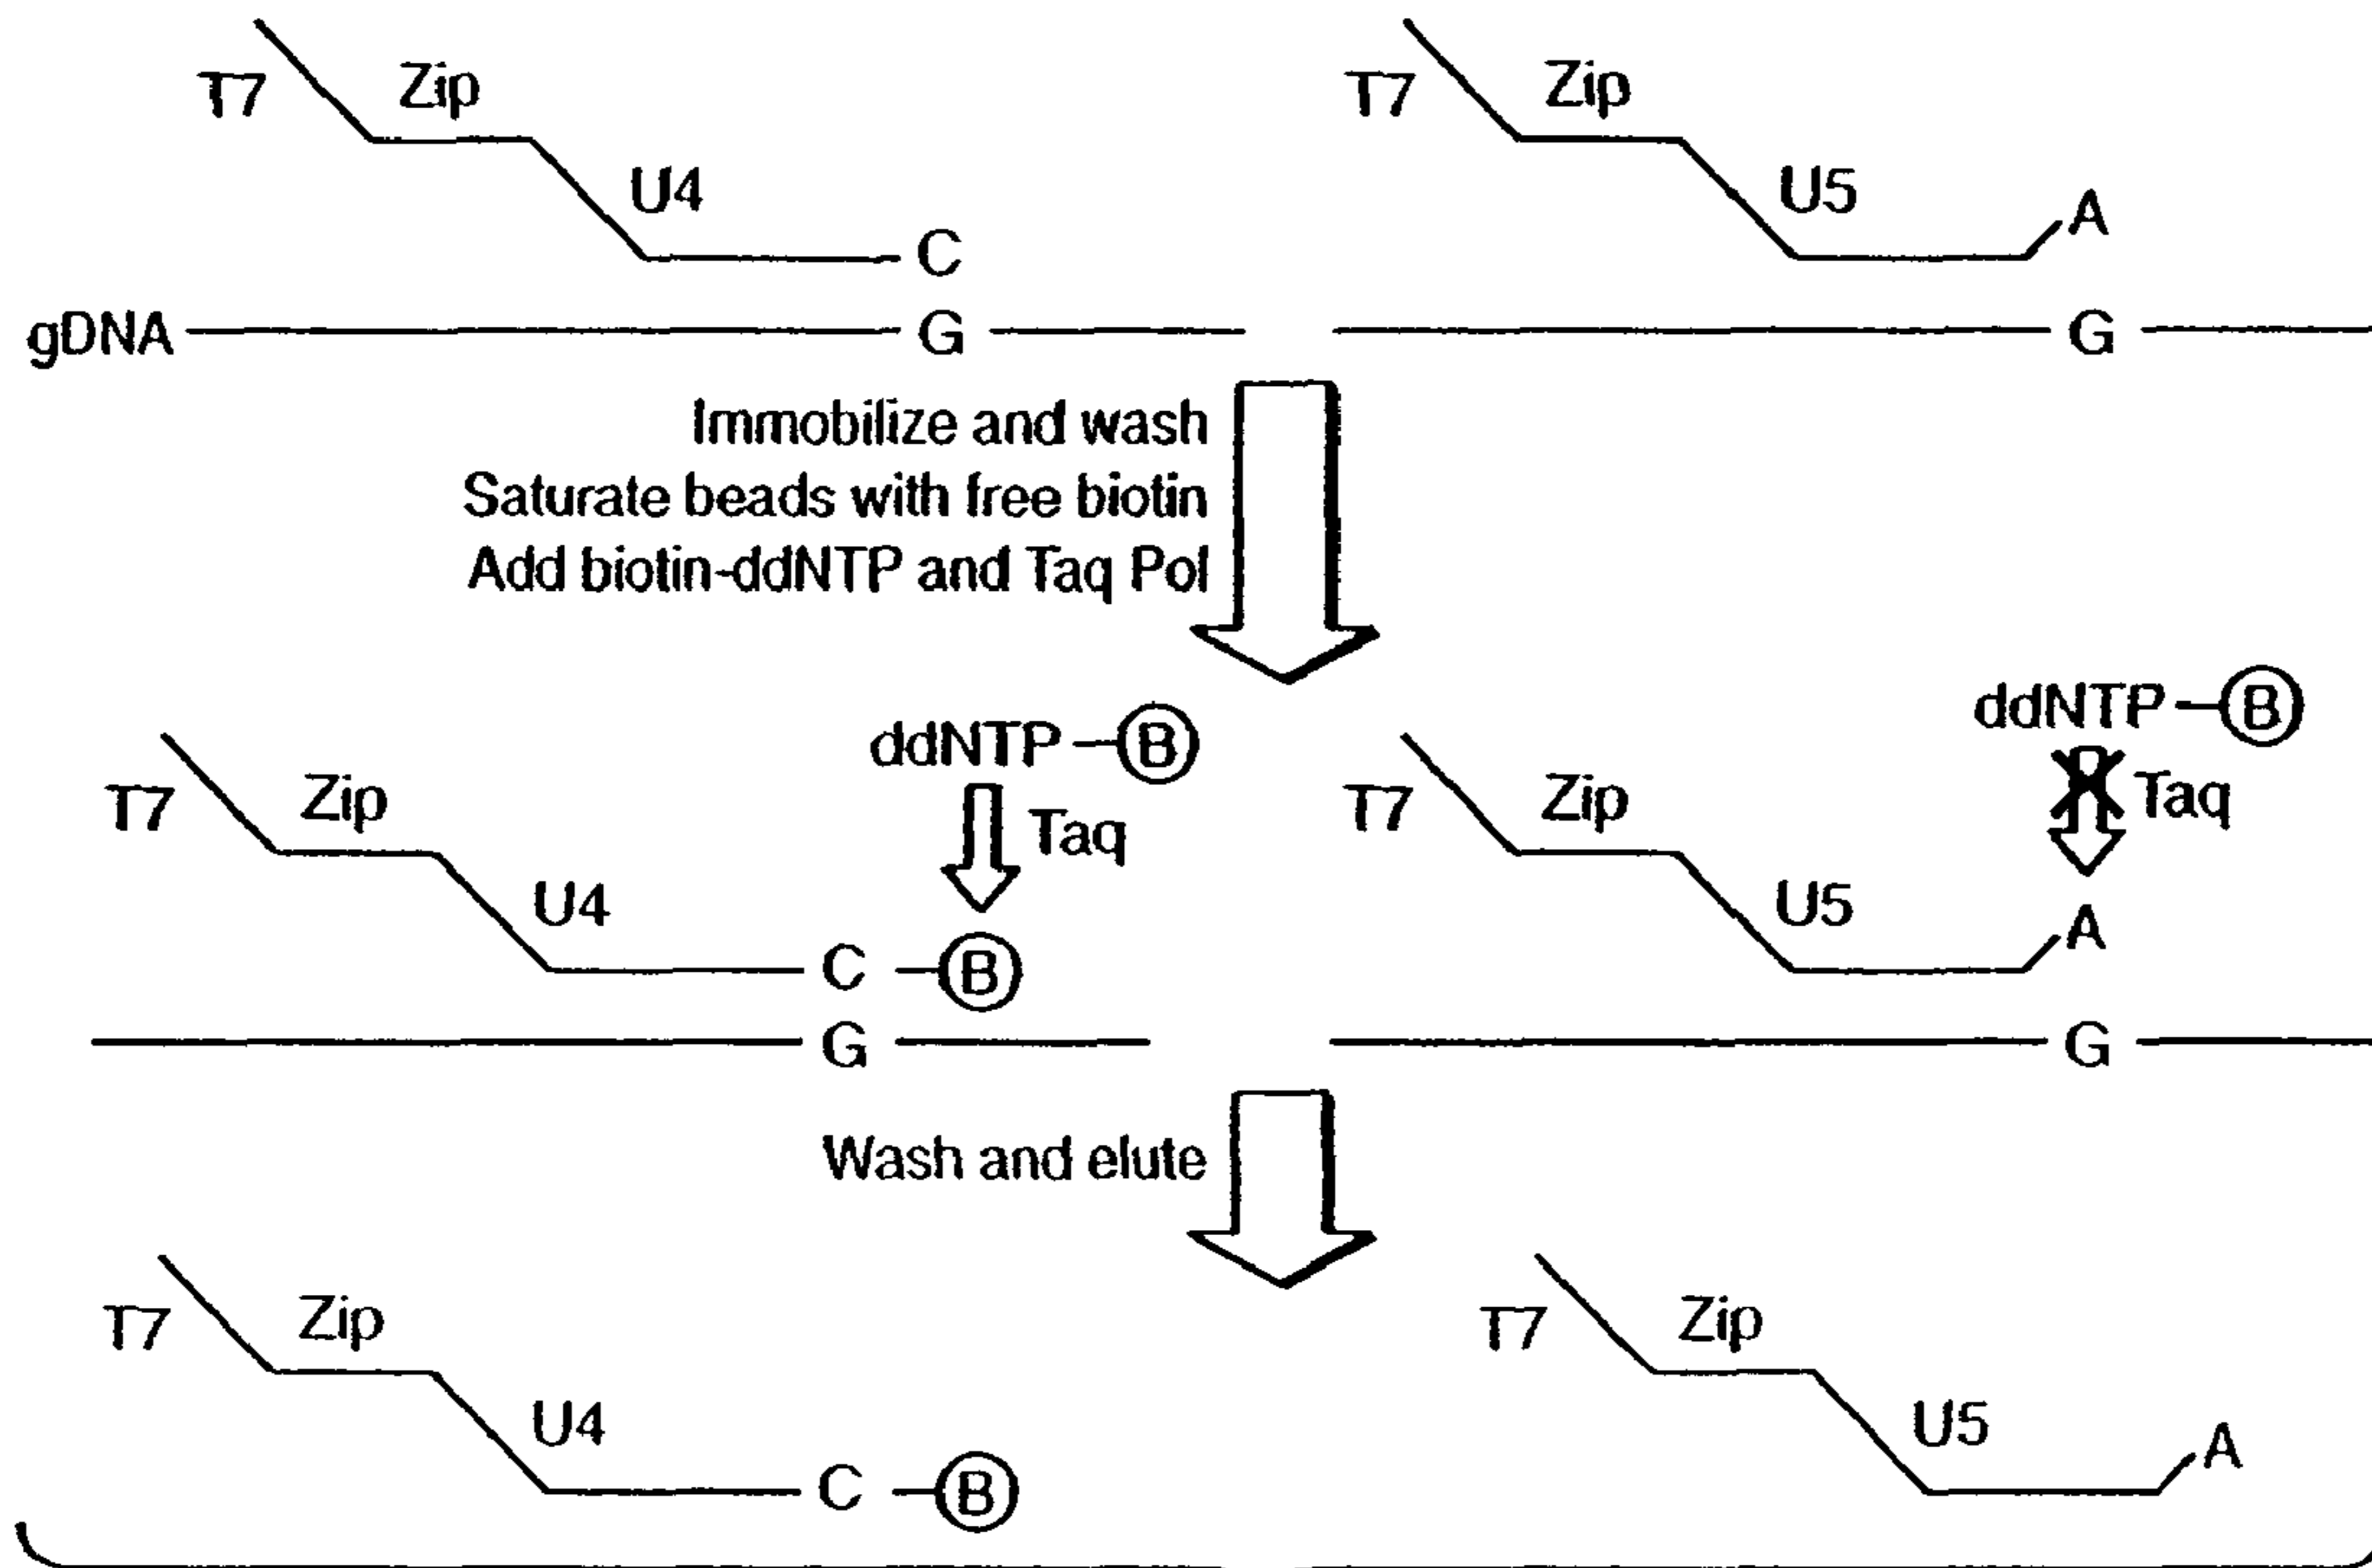 T7 Zip U4 C
T7 Zip U5 A
gDNA G G
Immobilize and wash
Saturate beads with free biotin
Add biotin-ddNTP and Taq Pol
ddNTP B
Taq
T7 Zip U4 C B
G
ddNTP B
Taq
T7 Zip U5 A
G
Wash and elute
T7 Zip U4 C B
T7 Zip U5 A